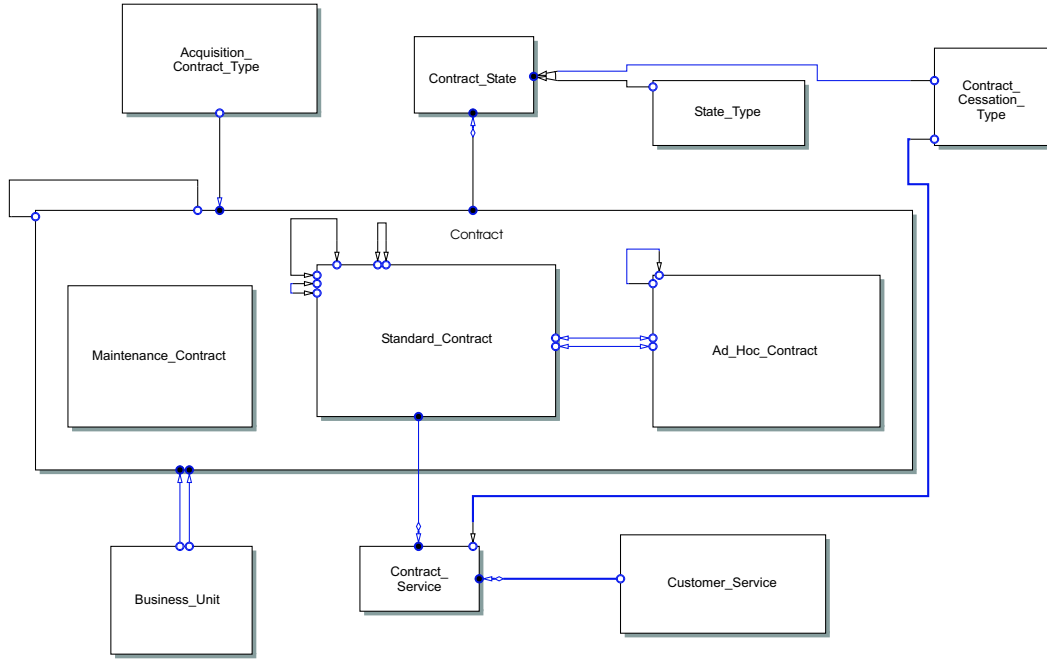 Acquisition_
Contract_Type
Contract_State
State_Type
Contract_
Cessation_
Type
Contract
Maintenance_Contract
Standard_Contract
Ad_Hoc_Contract
Business_Unit
Contract_
Service
Customer_Service